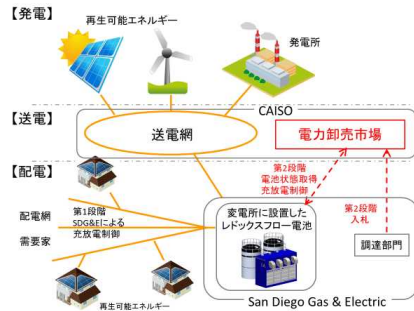 【発電】
再生可能エネルギー
発電所
【送電】
CAISO
送電網
電力卸売市場
【配電】
第2段階
電池状態取得
充放電制御
第1段階
SDG&Eによる
充放電制御
配電網
需要家
変電所に設置した
レドックスフロー電池
第2段階
入札
調達部門
再生可能エネルギー
San Diego Gas & Electric